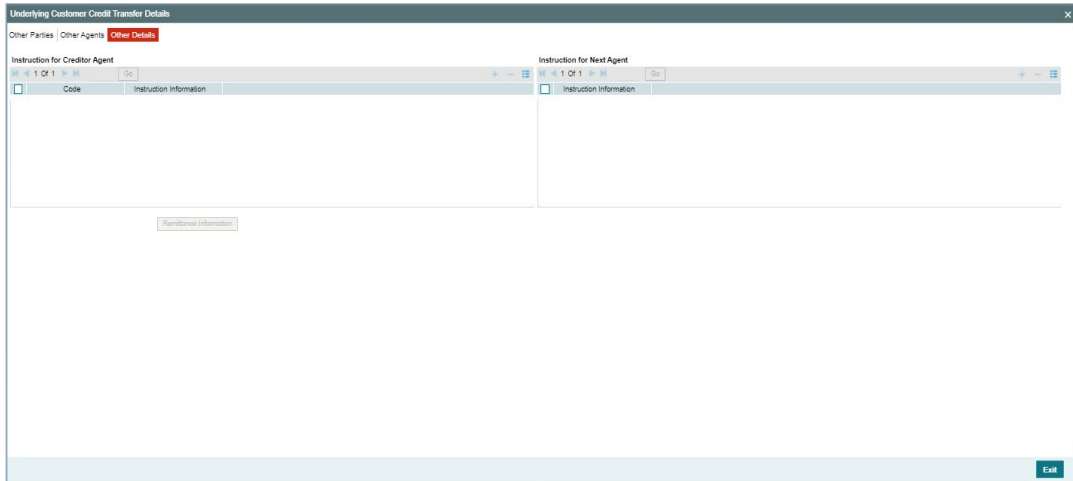 Underlying Customer Credit Transfer Details
Other Parties Other Agents Other Details
Instruction for Creditor Agent
1 Of 1 Go
Code Instruction Information
Instruction for Next Agent
1 Of 1 Go
Instruction Information
Remittance Information
Exit